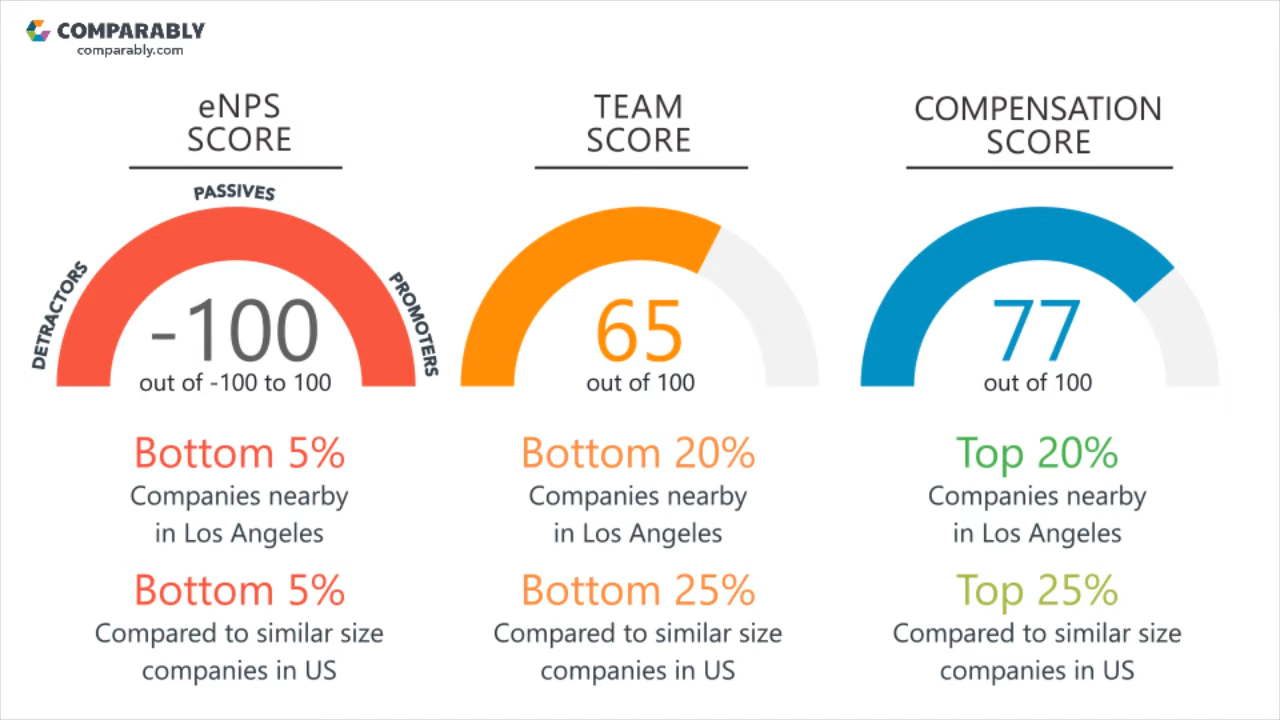 COMPARABLY
comparably.com
eNPS
SCORE
PASSIVES
DETRACTORS
PROMOTERS
-100
out of -100 to 100
Bottom 5%
Companies nearby
in Los Angeles
Bottom 5%
Compared to similar size
companies in US
TEAM
SCORE
65
out of 100
Bottom 20%
Companies nearby
in Los Angeles
Bottom 25%
Compared to similar size
companies in US
COMPENSATION
SCORE
77
out of 100
Top 20%
Companies nearby
in Los Angeles
Top 25%
Compared to similar size
companies in US